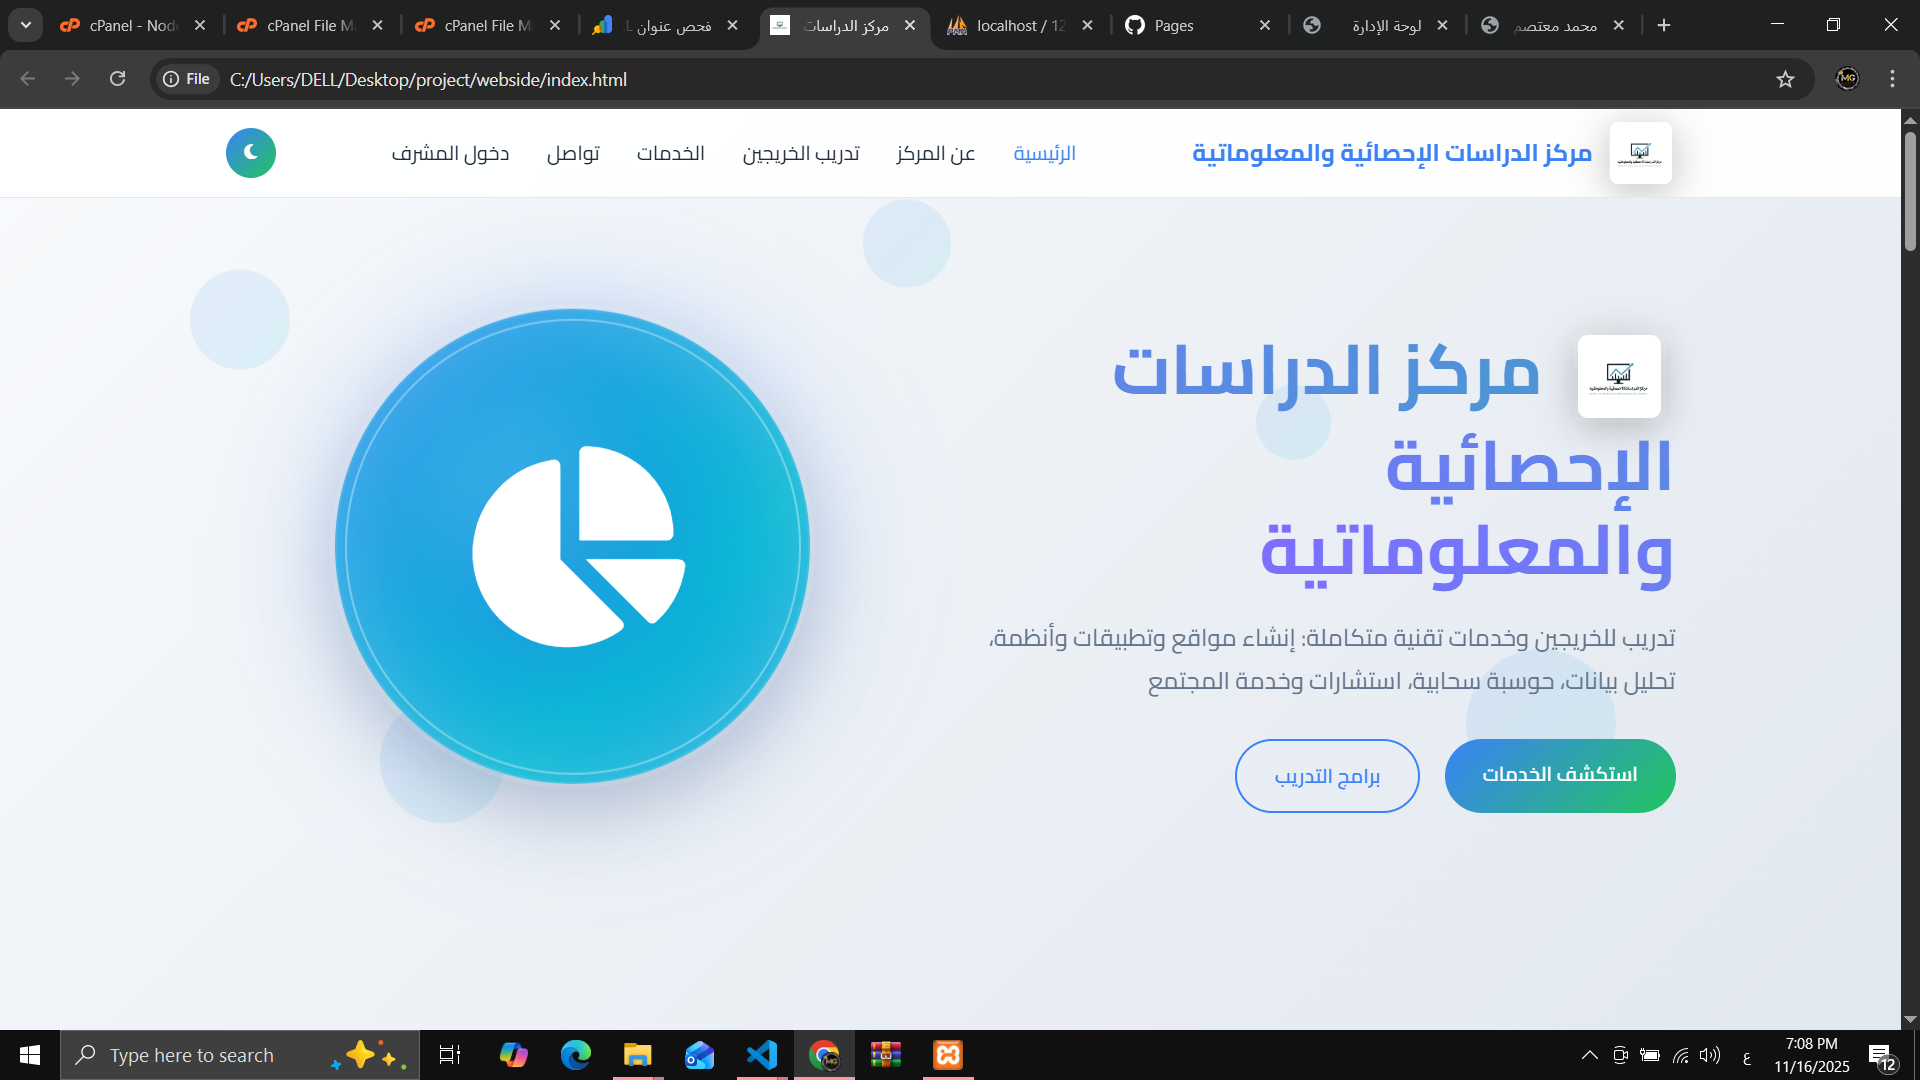 cPanel - Node
cPanel File Ma
cPanel File Ma
فحص عنوان L
مركز الدراسات
localhost / 12
Pages
لوحة الإدارة
محمد معتصم
File
C:/Users/DELL/Desktop/project/webside/index.html
مركز الدراسات الإحصائية والمعلوماتية
الرئيسية
عن المركز
تدريب الخريجين
الخدمات
تواصل
دخول المشرف
مركز الدراسات
الإحصائية
والمعلوماتية
تدريب للخريجين وخدمات تقنية متكاملة: إنشاء مواقع وتطبيقات وأنظمة،
تحليل بيانات، حوسبة سحابية، استشارات وخدمة المجتمع
استكشف الخدمات
برامج التدريب
Type here to search
ع
7:08 PM
11/16/2025
12